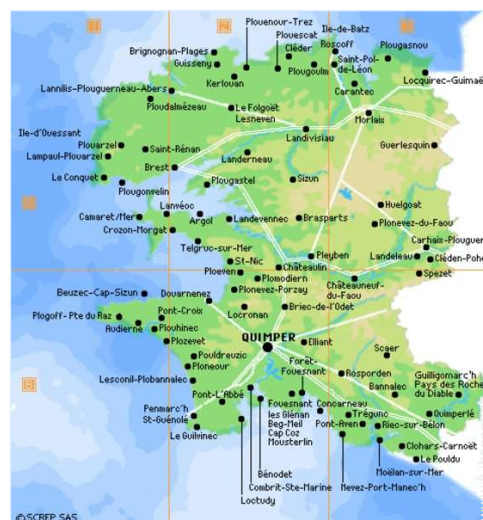 Plouenour-Trez
Ile-de-Batz
Brignogan-Plages
Plouescat
Roscoff
Plougasnou
Guisseny
Cléder
Saint-Pol-
de-Léon
Kerlouan
Plougoulm
Locquirec-Guimaë
Lannilis-Plouguerneau-Abers
Carantec
Ploudalmézeau
Le Folgoët
Lesneven
Morlaix
Ile-d'Ouessant
Landivisiau
Plouarzel
Saint-Rénan
Guerlesquin
Lampaul-Plouarzel
Landerneau
Brest
Le Conquet
Plougastel
Sizun
Plougonvelin
Huelgoat
Lanvéoc
Camaret/Mer
Argol
Landevennec
Brasparts
Plonevez-du-Faou
Crozon-Morgat
Telgruc-sur-Mer
Carhaix-Plouguer
Pleyben
Landeleau
Cléden-Pohe
St-Nic
Châteaulin
Ploeven
Spezet
Plomodiern
Châteauneuf-
du-Faou
Beuzec-Cap-Sizun
Douarnenez
Plonevez-Porzay
Plogoff-Pte du Raz
Pont-Croix
Locronan
Briec-de-l'Odet
Audierne
Plouhinec
QUIMPER
Plozevet
Elliant
Scaer
Pouldreuzic
Forêt-
Fouesnant
Ploneour
Rosporden
Guilligomarc'h
Pays des Roche
du Diable
Lesconil-Plobannalec
Bannalec
Pont-L'Abbé
Fouesnant
les Glénan
Beg-Meil
Cap Coz
Mousterlin
Concarneau
Penmarc'h
St-Guénolé
Trégunc
Quimperlé
Pont-Aven
Riec-sur-Bélon
Le Guilvinec
Clohars-Carnoët
Le Pouldu
Bénodet
Moëlan-sur-Mer
Combrit-Ste-Marine
Nevez-Port-Manec'h
Loctudy
©SCREP SAS